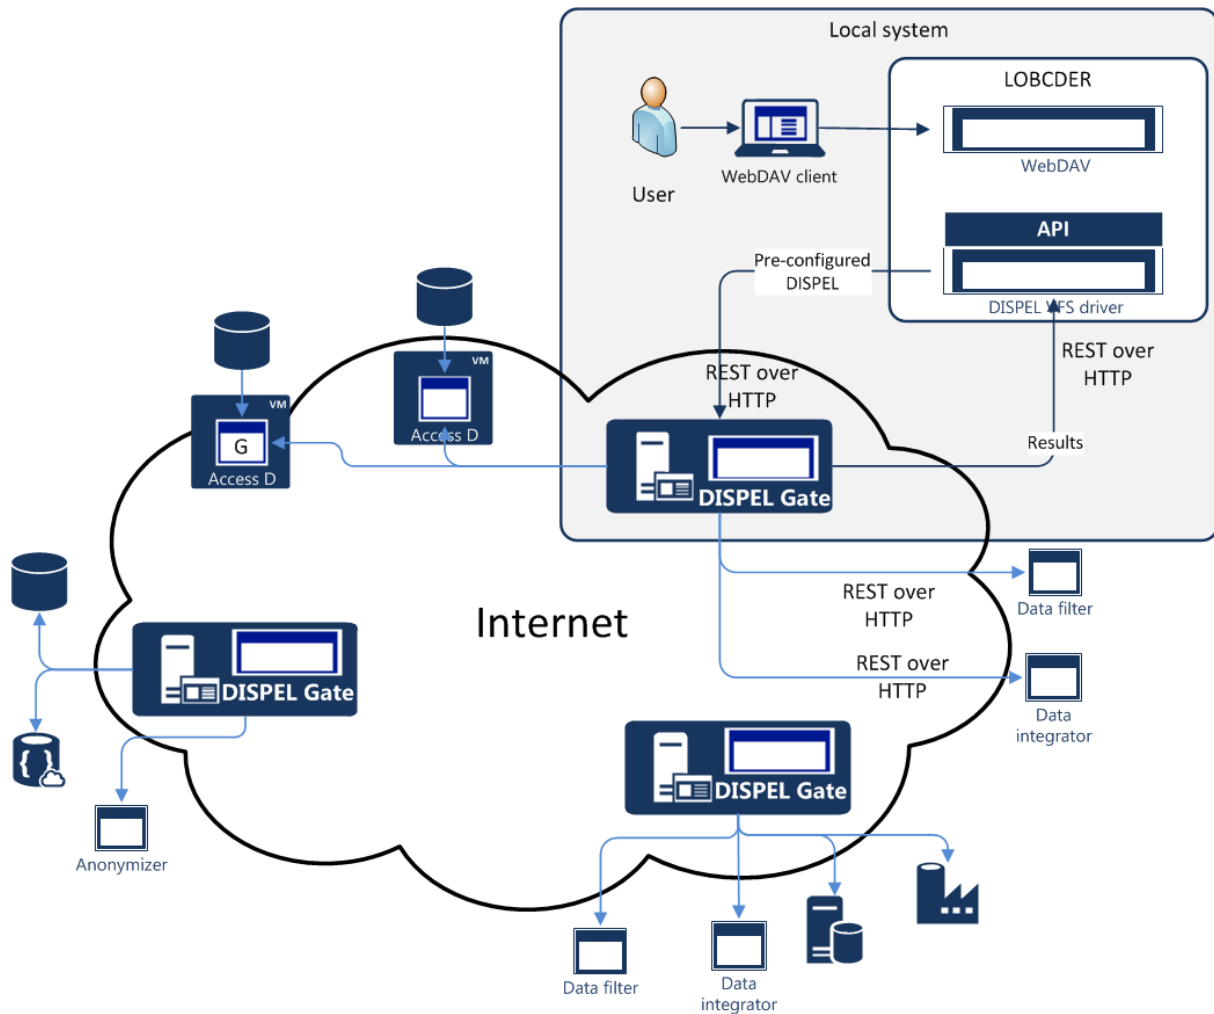 Local system
LOBCDER
WebDAV
WebDAV client
User
API
Pre-configured
DISPEL
DISPEL VFS driver
REST over
HTTP
REST over
HTTP
Results
VM
Access D
VM
G
Access D
DISPEL Gate
REST over
HTTP
Data filter
Internet
REST over
HTTP
Data
integrator
DISPEL Gate
{ }
Anonymizer
DISPEL Gate
Data filter
Data
integrator